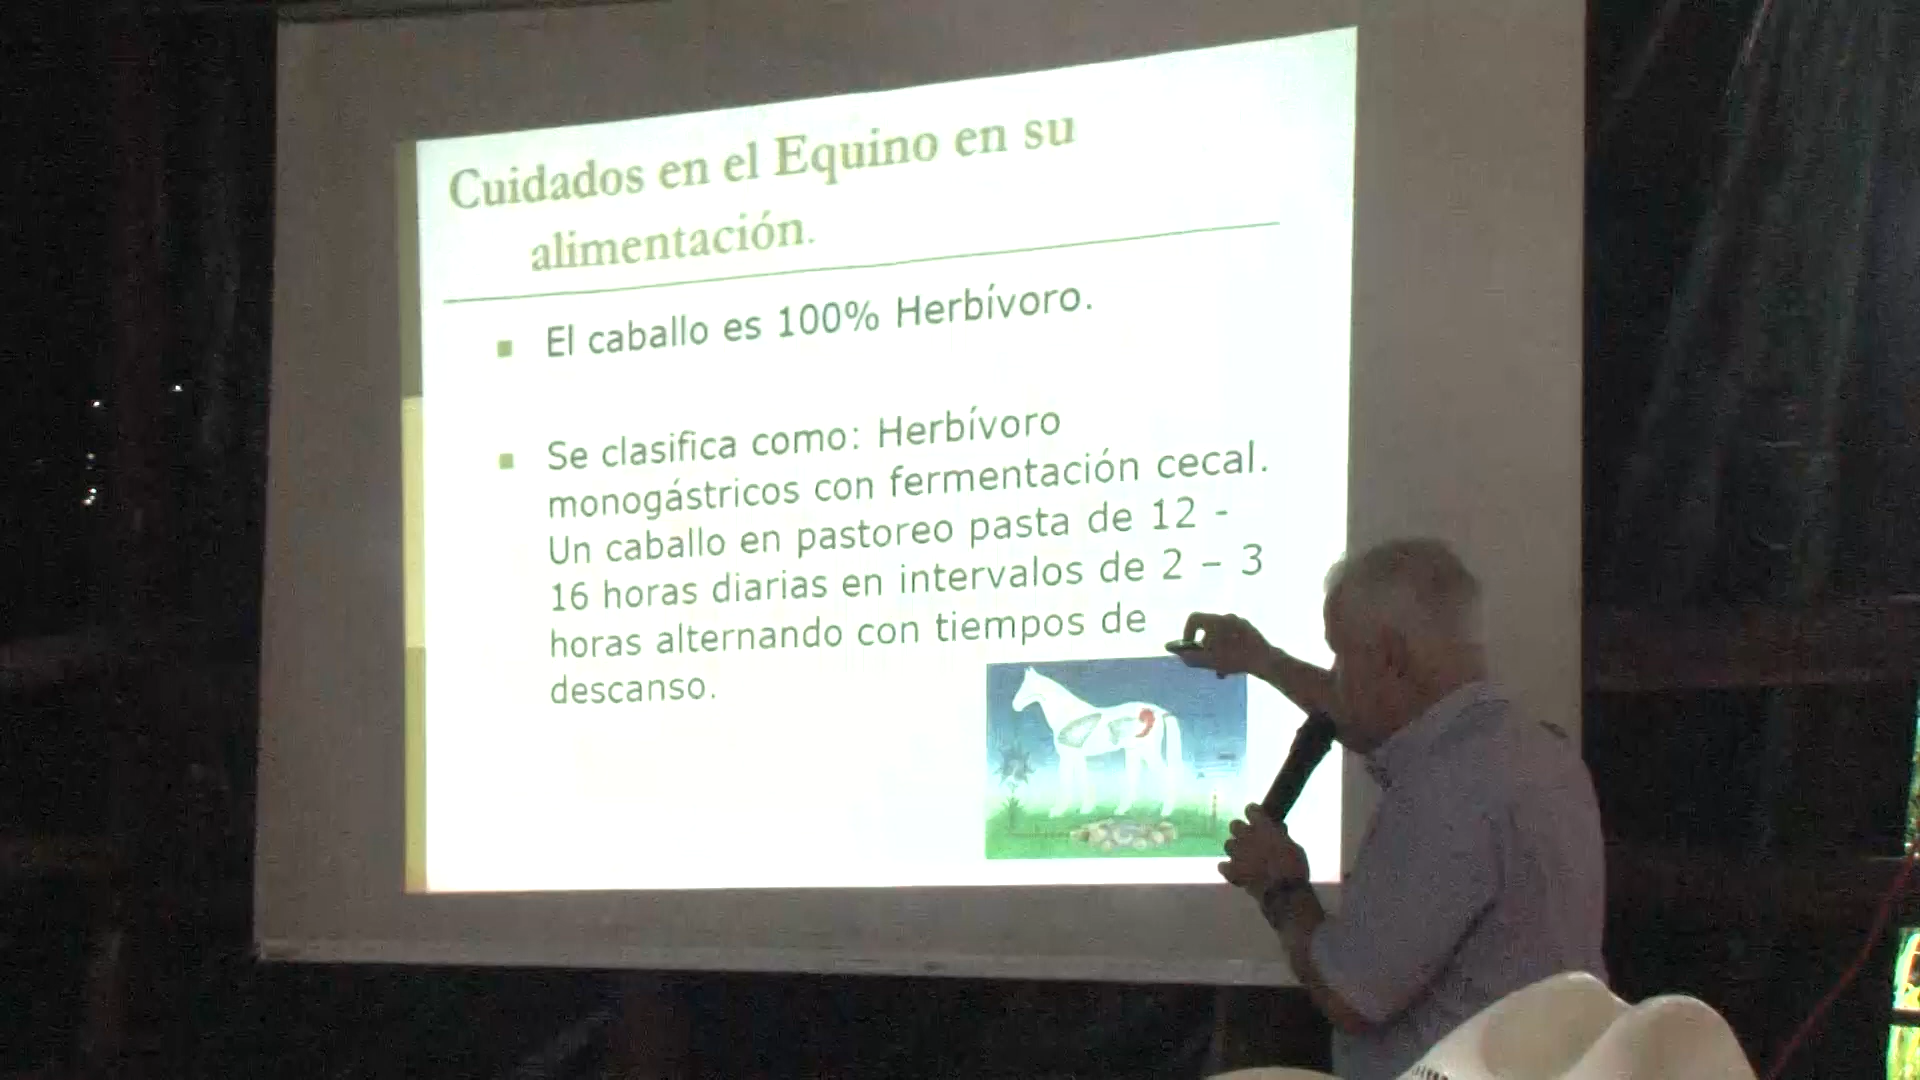 Cuidados en el Equino en su
alimentación.
El caballo es 100% Herbívoro.
Se clasifica como: Herbívoro
monogástricos con fermentación cecal.
Un caballo en pastoreo pasta de 12 -
16 horas diarias en intervalos de 2 – 3
horas alternando con tiempos de
descanso.